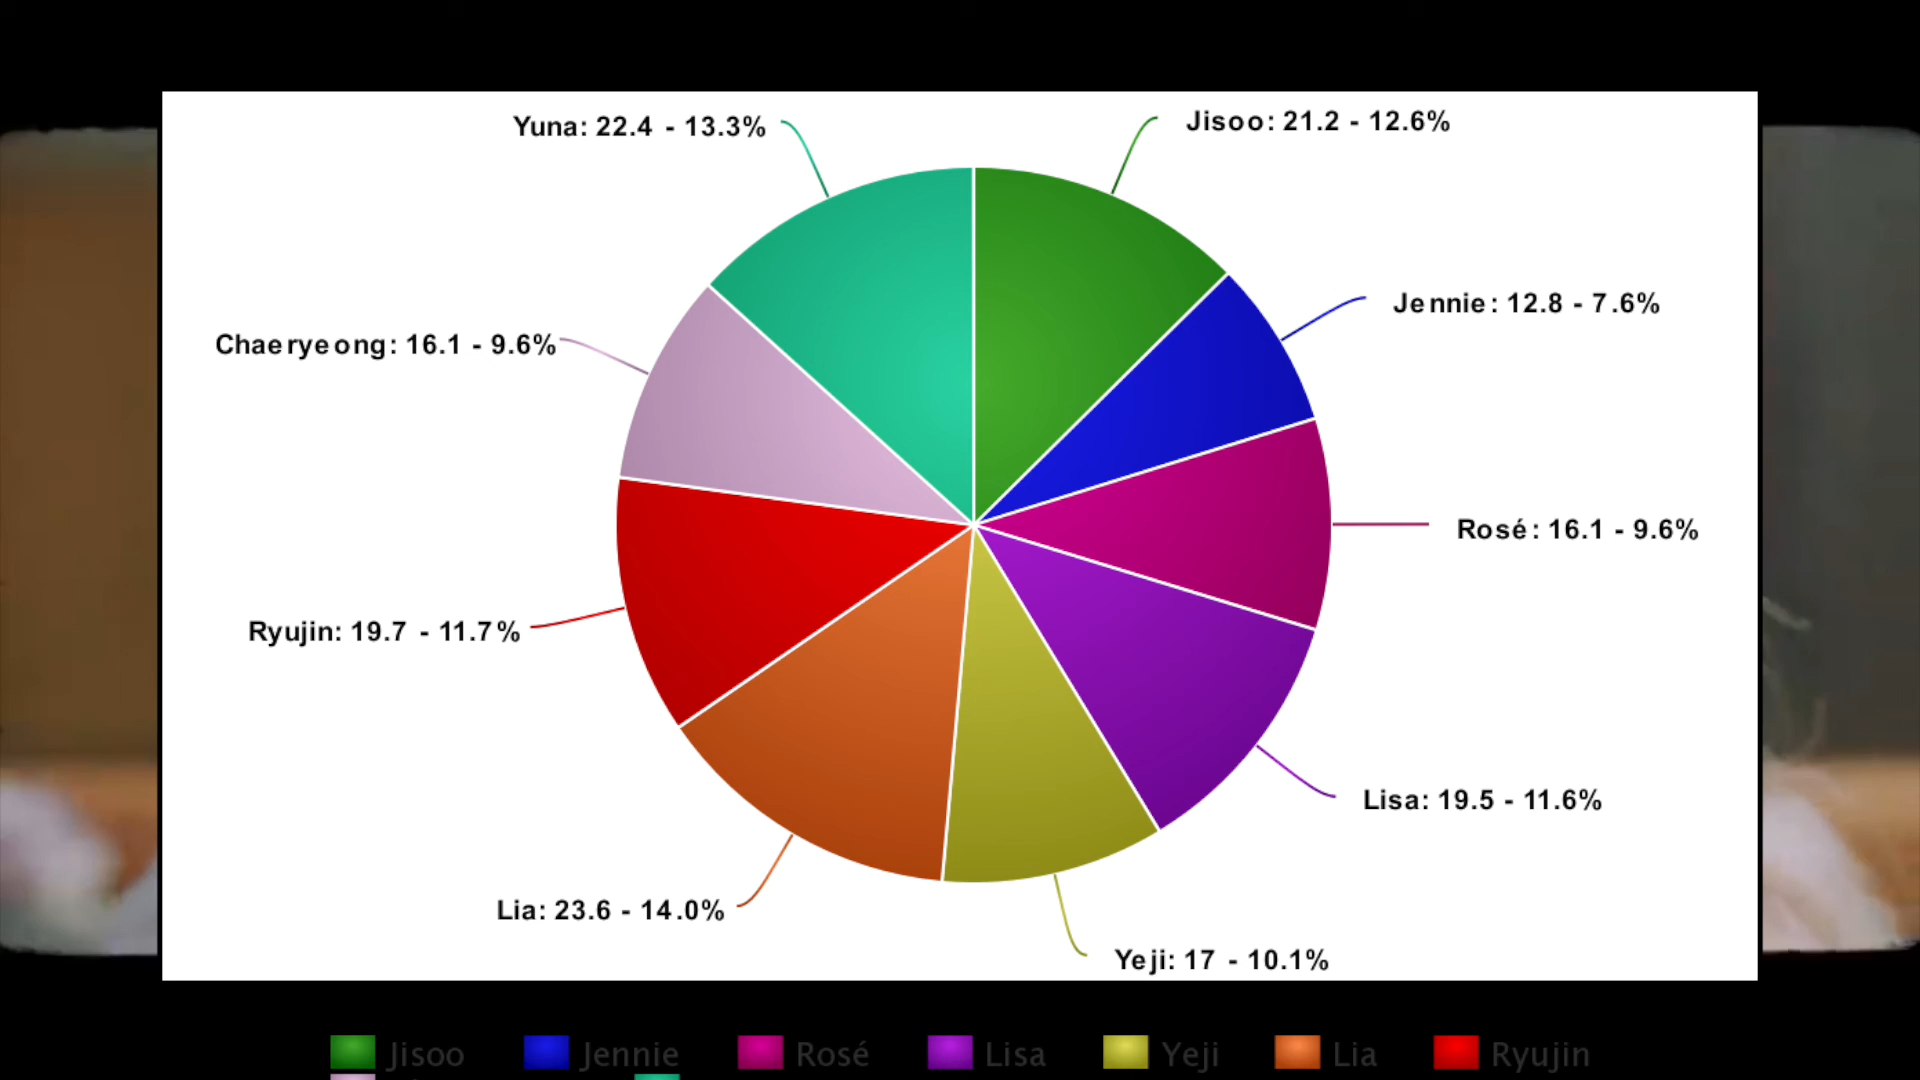 Yuna: 22.4 - 13.3%
Jisoo: 21.2 - 12.6%
Jennie: 12.8 - 7.6%
Chaeryeong: 16.1 - 9.6%
Rosé: 16.1 - 9.6%
Ryujin: 19.7 - 11.7%
Lisa: 19.5 - 11.6%
Lia: 23.6 - 14.0%
Yeji: 17 - 10.1%
Jisoo Jennie Rosé Lisa Yeji Lia Ryujin